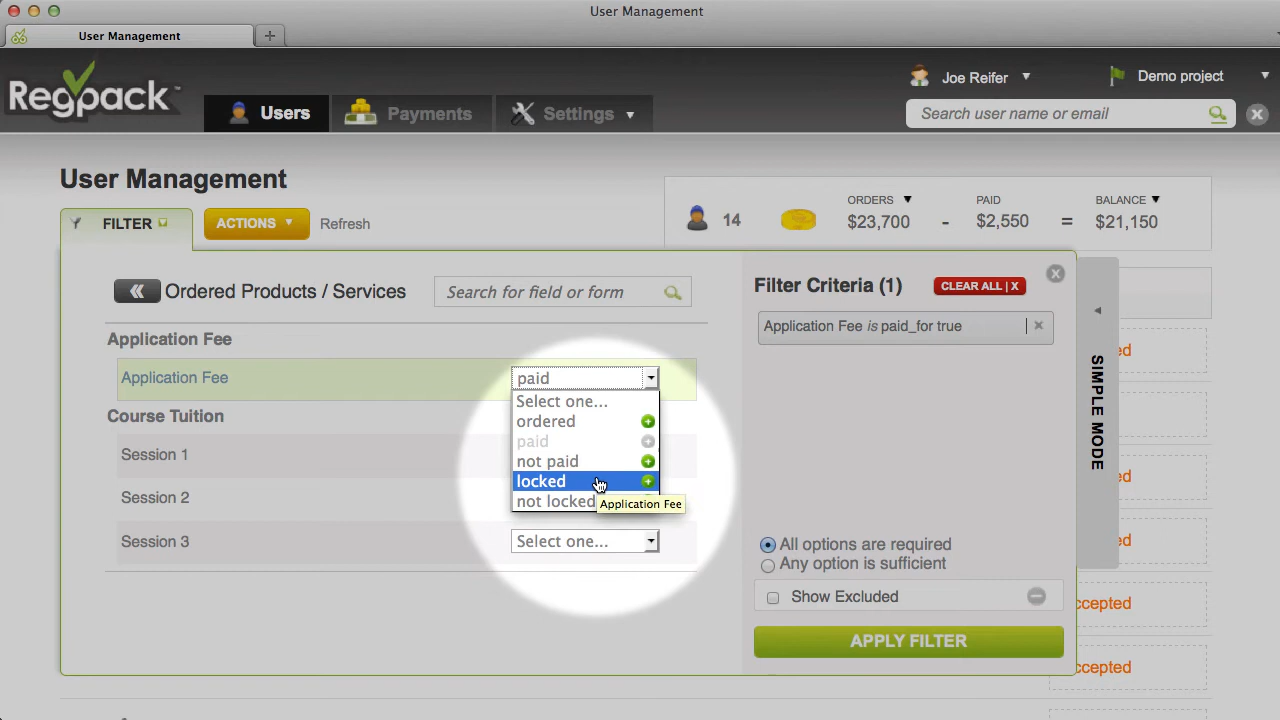 User Management
User Management
Regpack
Users
Payments
Settings
Joe Reifer
Demo project
Search user name or email
User Management
FILTER
ACTIONS
Refresh
14
ORDERS
$23,700
-
PAID
$2,550
=
BALANCE
$21,150
Ordered Products / Services
Search for field or form
Application Fee
Application Fee
paid
Select one...
ordered
paid
not paid
locked
not locked
Application Fee
Course Tuition
Session 1
Session 2
Session 3
Select one...
Filter Criteria (1)
CLEAR ALL | X
Application Fee is paid_for true
All options are required
Any option is sufficient
Show Excluded
APPLY FILTER
SIMPLE MODE
ed
ed
ccepted
ccepted